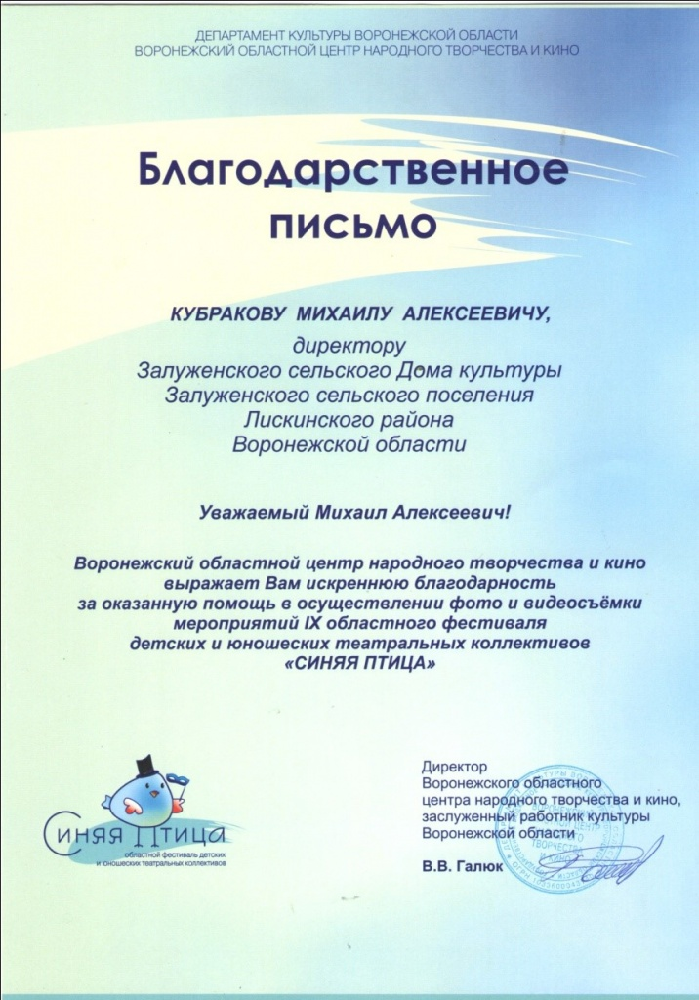 ДЕПАРТАМЕНТ КУЛЬТУРЫ ВОРОНЕЖСКОЙ ОБЛАСТИ
ВОРОНЕЖСКИЙ ОБЛАСТНОЙ ЦЕНТР НАРОДНОГО ТВОРЧЕСТВА И КИНО
Благодарственное
письмо
КУБРАКОВУ МИХАИЛУ АЛЕКСЕЕВИЧУ,
директору
Залуженского сельского Дома культуры
Залуженского сельского поселения
Лискинского района
Воронежской области
Уважаемый Михаил Алексеевич!
Воронежский областной центр народного творчества и кино
выражает Вам искреннюю благодарность
за оказанную помощь в осуществлении фото и видеосъёмки
мероприятий IX областного фестиваля
детских и юношеских театральных коллективов
«СИНЯЯ ПТИЦА»
Синяя Птица
областной фестиваль детских
и юношеских театральных коллективов
Директор
Воронежского областного
центра народного творчества и кино,
заслуженный работник культуры
Воронежской области
В.В. Галюк
ТВОРЧЕСТВА
И КИНО